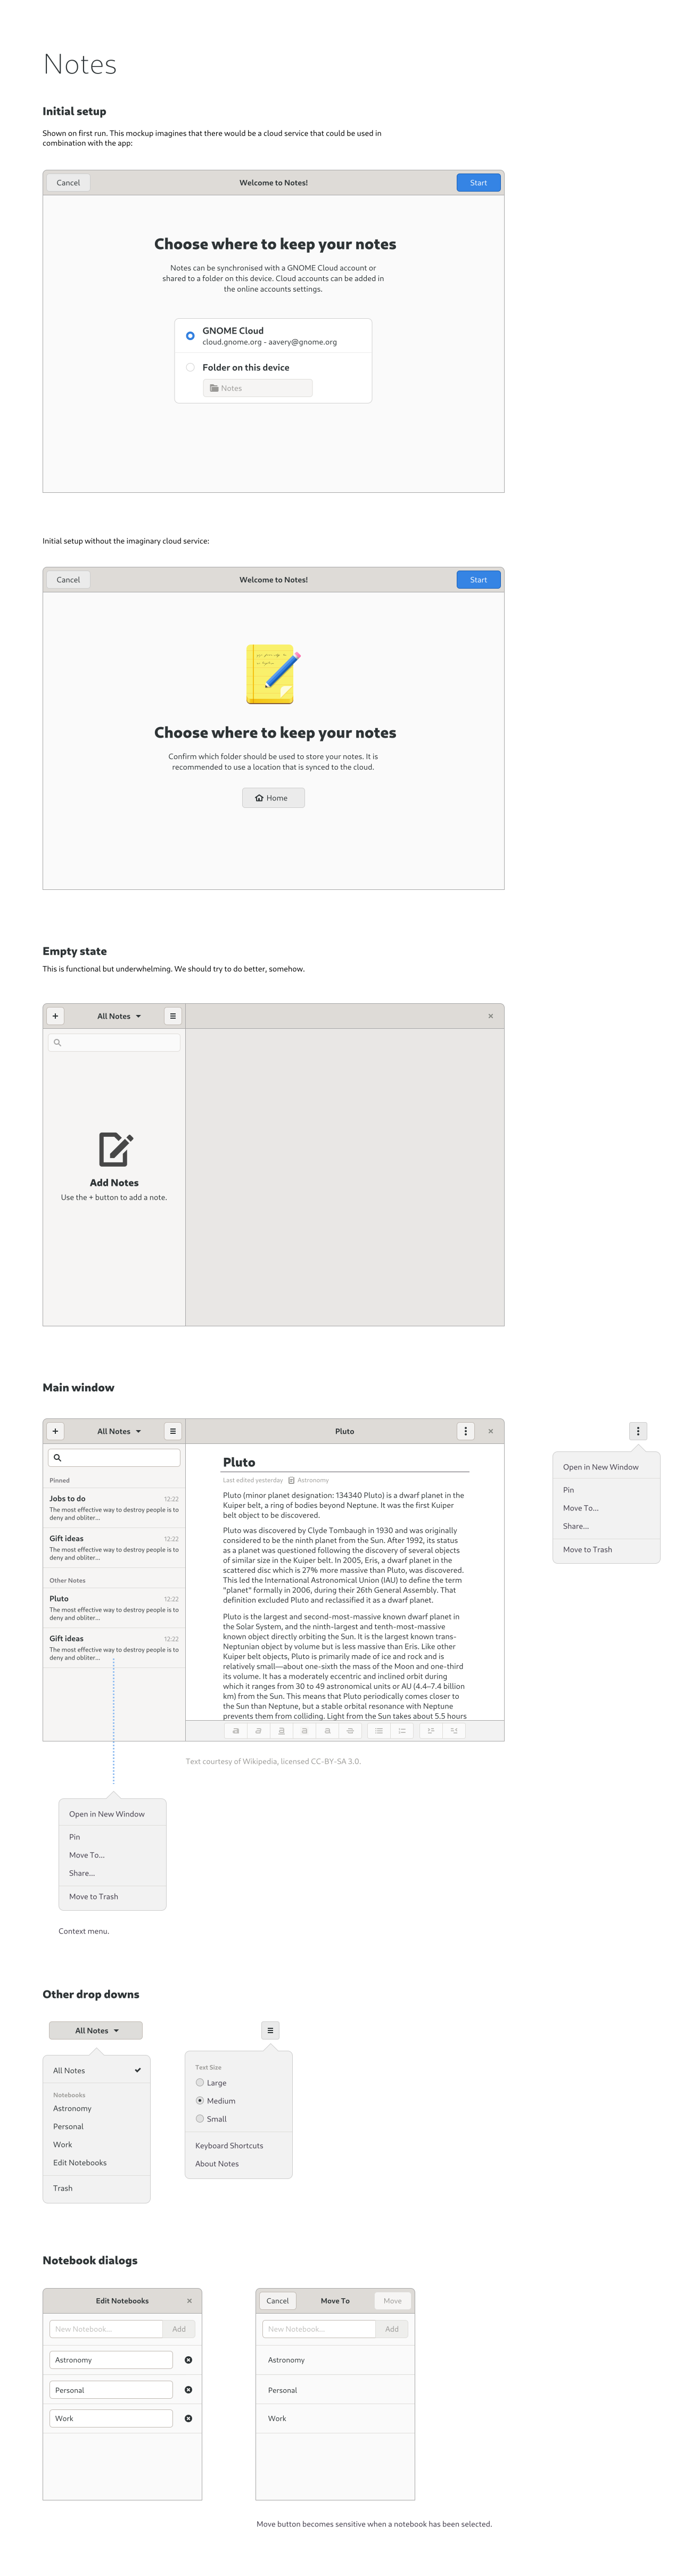 Notes
Initial setup
Shown on first run. This mockup imagines that there would be a cloud service that could be used in
combination with the app:
Cancel
Welcome to Notes!
Start
Choose where to keep your notes
Notes can be synchronised with a GNOME Cloud account or
shared to a folder on this device. Cloud accounts can be added in
the online accounts settings.
GNOME Cloud
cloud.gnome.org - aavery@gnome.org
Folder on this device
Notes
Initial setup without the imaginary cloud service:
Cancel
Welcome to Notes!
Start
Choose where to keep your notes
Confirm which folder should be used to store your notes. It is
recommended to use a location that is synced to the cloud.
Home
Empty state
This is functional but underwhelming. We should try to do better, somehow.
All Notes
Add Notes
Use the + button to add a note.
Main window
All Notes
Pluto
Pinned
Jobs to do
12:22
The most effective way to destroy people is to
deny and obliter...
Gift ideas
12:22
The most effective way to destroy people is to
deny and obliter...
Other Notes
Pluto
12:22
The most effective way to destroy people is to
deny and obliter...
Gift ideas
12:22
The most effective way to destroy people is to
deny and obliter...
Pluto
Last edited yesterday
Astronomy
Pluto (minor planet designation: 134340 Pluto) is a dwarf planet in the
Kuiper belt, a ring of bodies beyond Neptune. It was the first Kuiper
belt object to be discovered.
Pluto was discovered by Clyde Tombaugh in 1930 and was originally
considered to be the ninth planet from the Sun. After 1992, its status
as a planet was questioned following the discovery of several objects
of similar size in the Kuiper belt. In 2005, Eris, a dwarf planet in the
scattered disc which is 27% more massive than Pluto, was discovered.
This led the International Astronomical Union (IAU) to define the term
"planet" formally in 2006, during their 26th General Assembly. That
definition excluded Pluto and reclassified it as a dwarf planet.
Pluto is the largest and second-most-massive known dwarf planet in
the Solar System, and the ninth-largest and tenth-most-massive
known object directly orbiting the Sun. It is the largest known trans-
Neptunian object by volume but is less massive than Eris. Like other
Kuiper belt objects, Pluto is primarily made of ice and rock and is
relatively small—about one-sixth the mass of the Moon and one-third
its volume. It has a moderately eccentric and inclined orbit during
which it ranges from 30 to 49 astronomical units or AU (4.4–7.4 billion
km) from the Sun. This means that Pluto periodically comes closer to
the Sun than Neptune, but a stable orbital resonance with Neptune
prevents them from colliding. Light from the Sun takes about 5.5 hours
a a a a a
Text courtesy of Wikipedia, licensed CC-BY-SA 3.0.
Open in New Window
Pin
Move To...
Share...
Move to Trash
Open in New Window
Pin
Move To...
Share...
Move to Trash
Context menu.
Other drop downs
All Notes
All Notes
Notebooks
Astronomy
Personal
Work
Edit Notebooks
Trash
Text Size
Large
Medium
Small
Keyboard Shortcuts
About Notes
Notebook dialogs
Edit Notebooks
New Notebook...
Add
Astronomy
Personal
Work
Cancel
Move To
Move
New Notebook...
Add
Astronomy
Personal
Work
Move button becomes sensitive when a notebook has been selected.